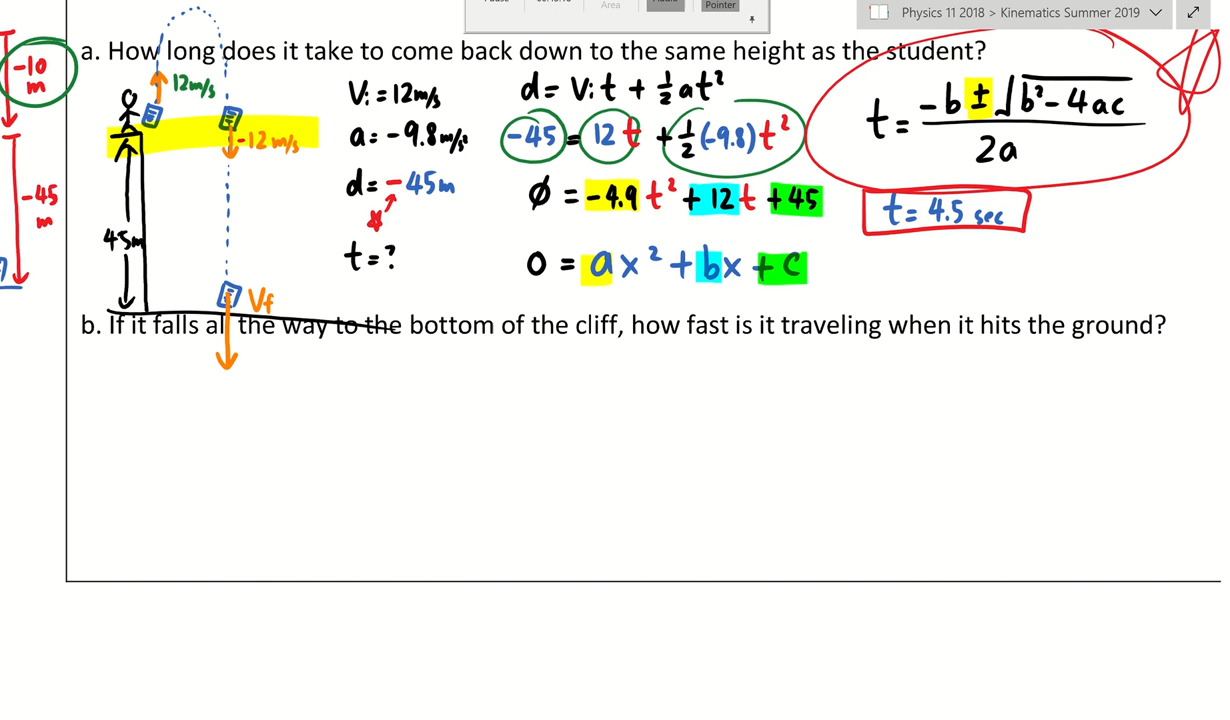 Area
Pointer
Physics 11 2018 > Kinematics Summer 2019
a. How long does it take to come back down to the same height as the student?
-10
m
12m/s
-12m/s
-45
m
45m
Vf
Vi = 12m/s
a = -9.8m/s²
d = -45m
t = ?
d = Vit + ½at²
-45 = 12t + ½(-9.8)t²
Ø = -4.9t² + 12t + 45
0 = ax² + bx + c
t = -b ± √b² - 4ac
2a
t = 4.5 sec
b. If it falls all the way to the bottom of the cliff, how fast is it traveling when it hits the ground?